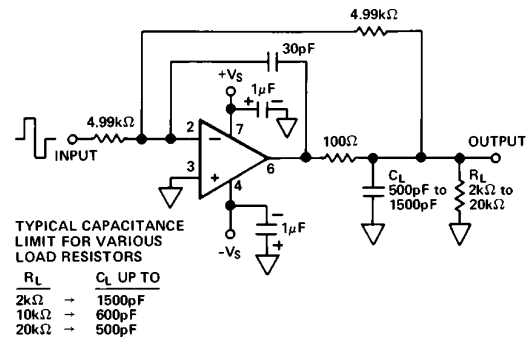 4.99kΩ
30pF
+VS
1µF
+ −
7
4.99kΩ
2
−
INPUT
3
+
6
4
100Ω
OUTPUT
CL
500pF to
1500pF
RL
2kΩ to
20kΩ
−
1µF
+
-VS
TYPICAL CAPACITANCE
LIMIT FOR VARIOUS
LOAD RESISTORS
RL CL UP TO
2kΩ → 1500pF
10kΩ → 600pF
20kΩ → 500pF